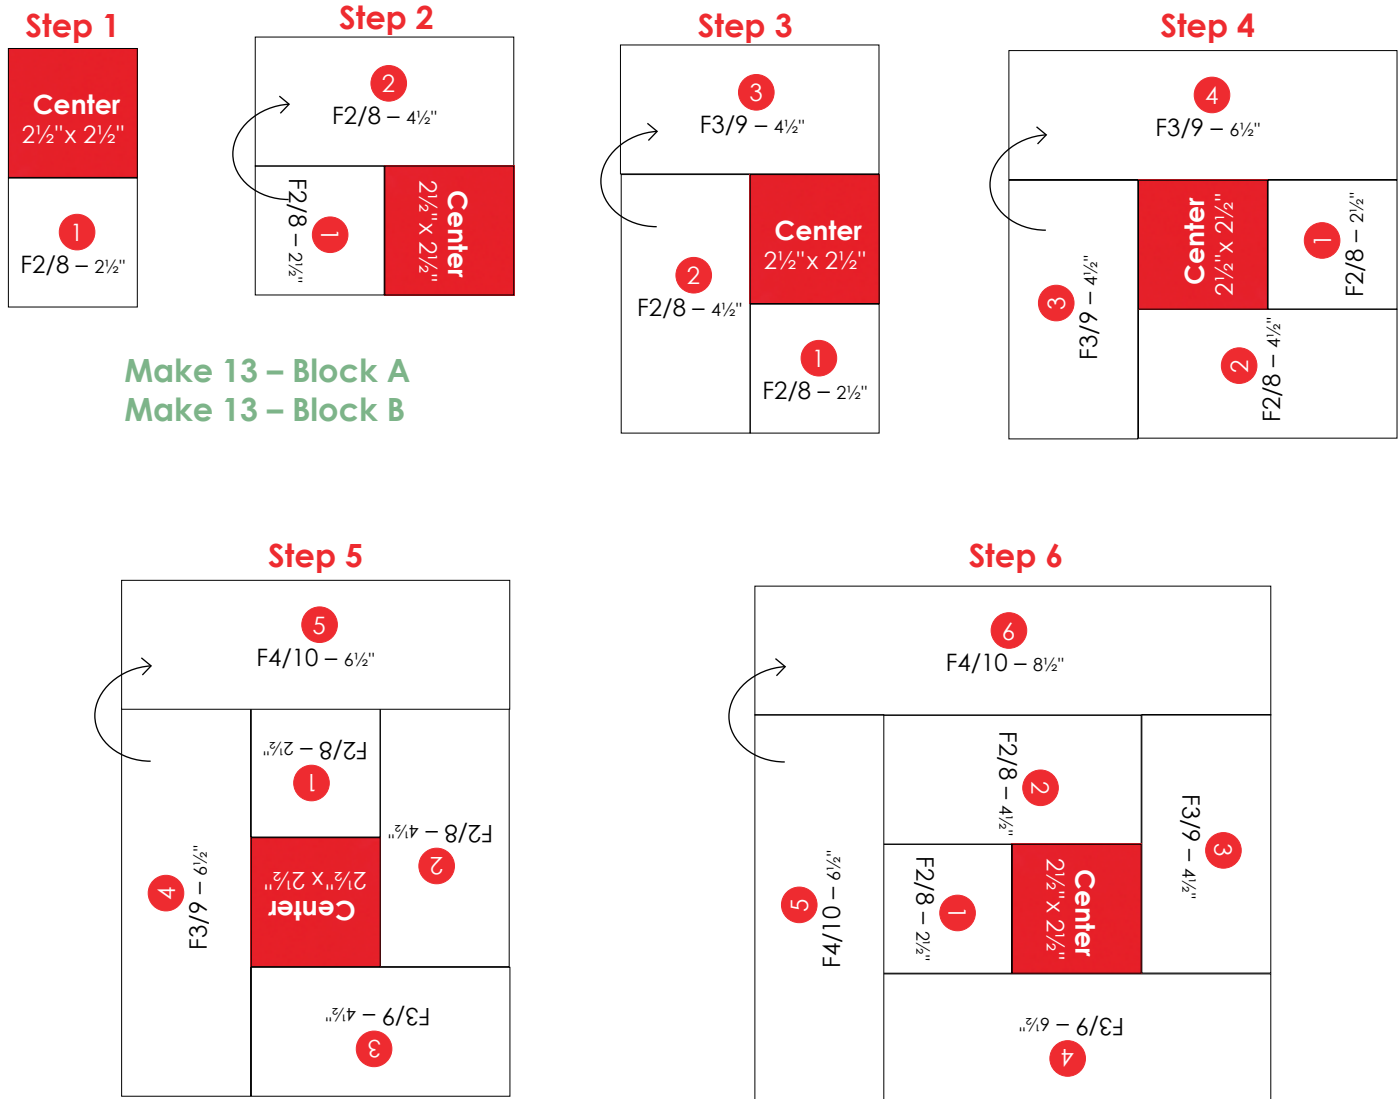 Step 1
Center
2½"x 2½"
1
F2/8 – 2½"
Step 2
2
F2/8 – 4½"
F2/8 – 2½"
1
Center
2½"x 2½"
Step 3
3
F3/9 – 4½"
2
F2/8 – 4½"
Center
2½"x 2½"
1
F2/8 – 2½"
Step 4
4
F3/9 – 6½"
3
F3/9 – 4½"
Center
2½"x 2½"
1
F2/8 – 2½"
2
F2/8 – 4½"
Make 13 – Block A
Make 13 – Block B
Step 5
5
F4/10 – 6½"
4
F3/9 – 6½"
1
F2/8 – 2½"
Center
2½"x 2½"
2
F2/8 – 4½"
3
F3/9 – 4½"
Step 6
6
F4/10 – 8½"
5
F4/10 – 6½"
2
F2/8 – 4½"
1
F2/8 – 2½"
Center
2½"x 2½"
3
F3/9 – 4½"
4
F3/9 – 6½"